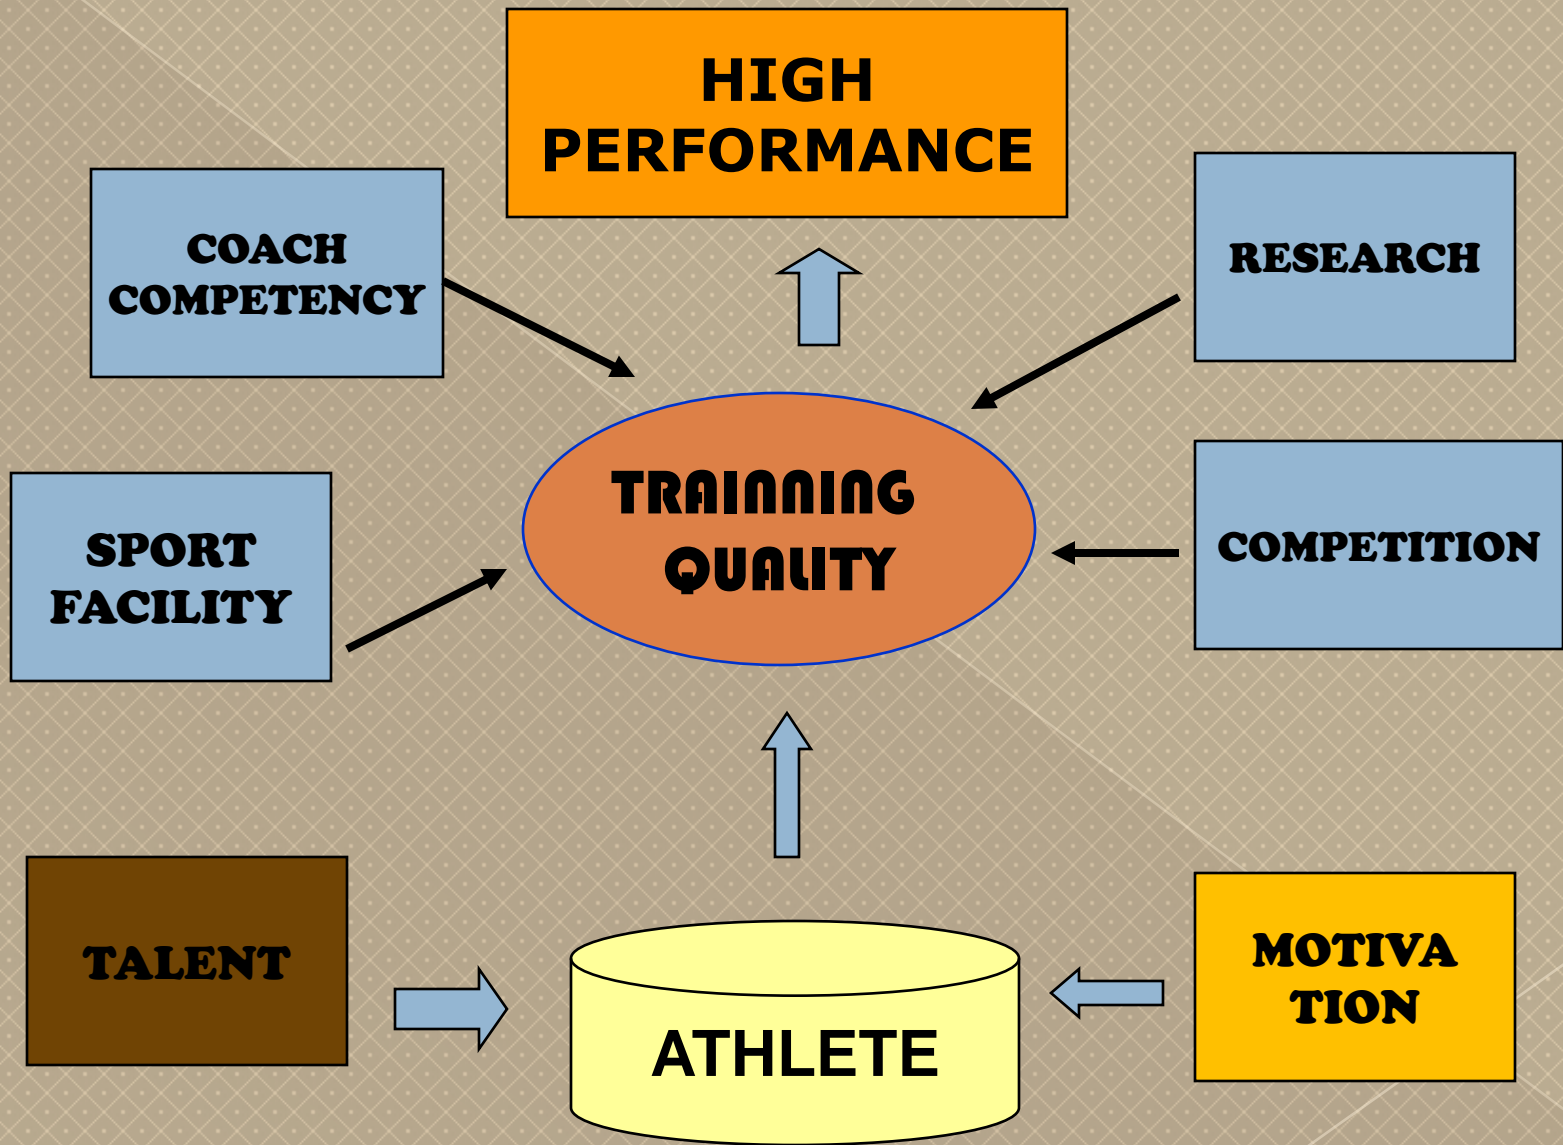 HIGH
PERFORMANCE
COACH
COMPETENCY
RESEARCH
TRAINNING
QUALITY
SPORT
FACILITY
COMPETITION
TALENT
ATHLETE
MOTIVA
TION